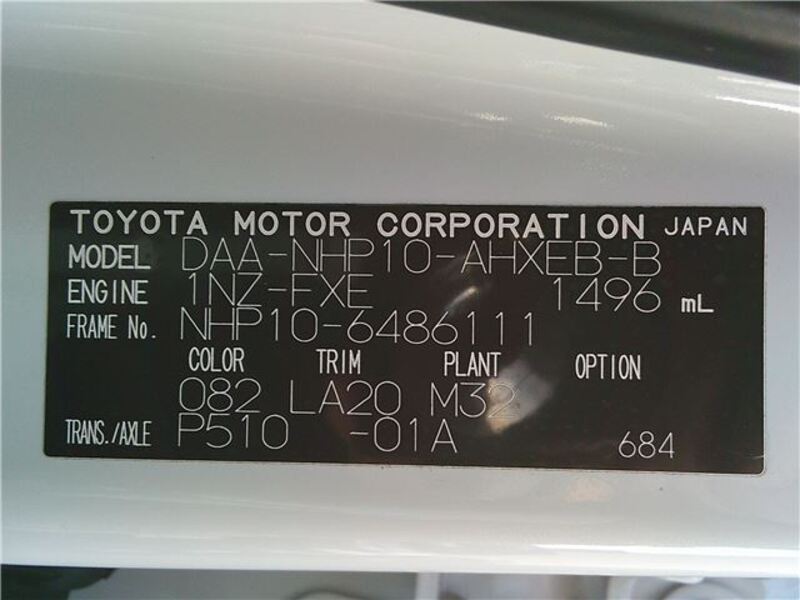 TOYOTA MOTOR CORPORATION JAPAN
MODEL DAA-NHP10-AHXEB-B
ENGINE 1NZ-FXE 1496 mL
FRAME No. NHP10-6486111
COLOR TRIM PLANT OPTION
082 LA20 M32
TRANS./AXLE P510 -01A 684